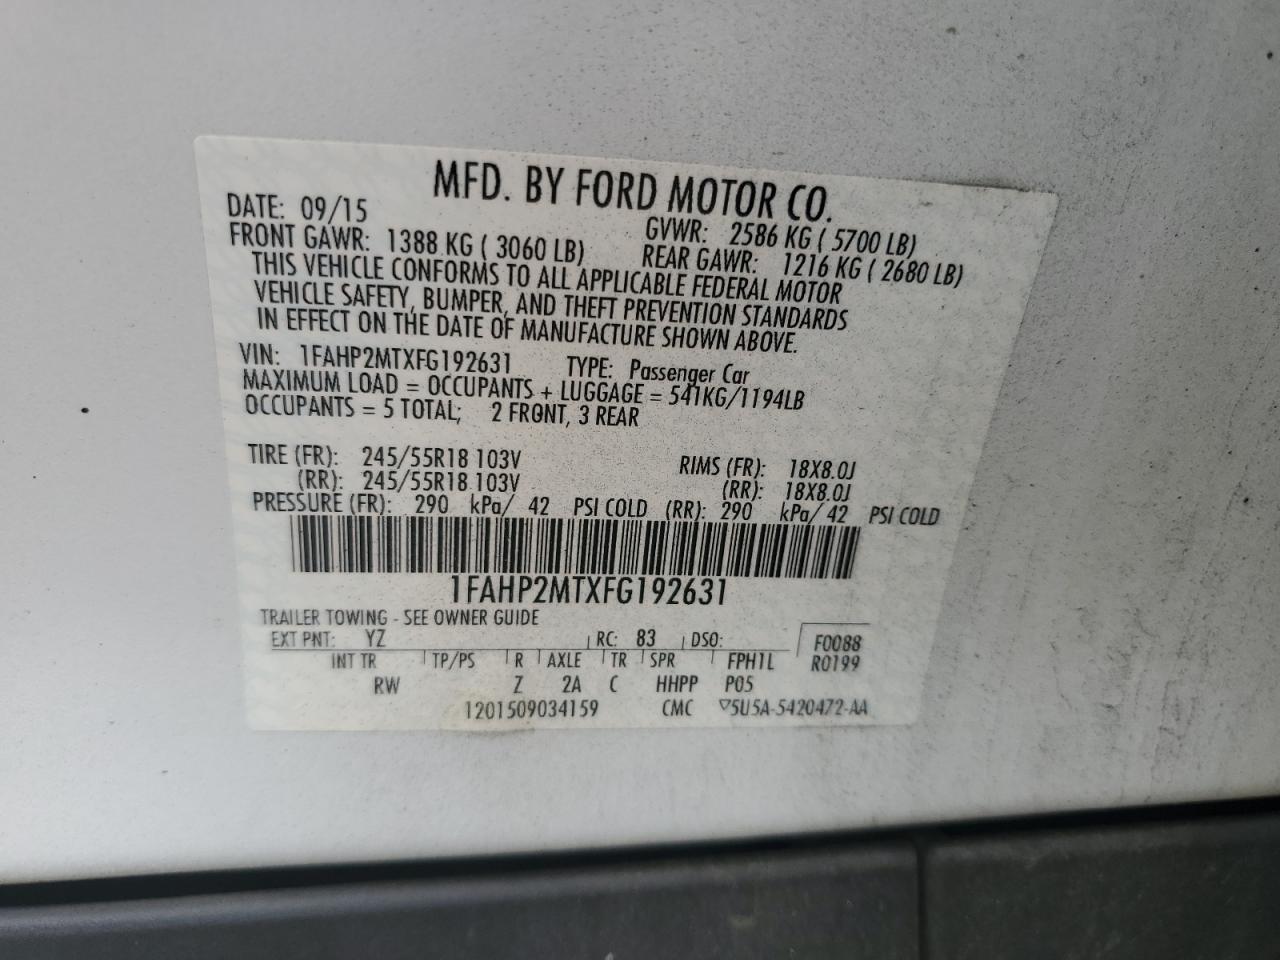 MFD. BY FORD MOTOR CO.
DATE: 09/15 GVWR: 2586 KG ( 5700 LB)
FRONT GAWR: 1388 KG ( 3060 LB) REAR GAWR: 1216 KG ( 2680 LB)
THIS VEHICLE CONFORMS TO ALL APPLICABLE FEDERAL MOTOR
VEHICLE SAFETY, BUMPER, AND THEFT PREVENTION STANDARDS
IN EFFECT ON THE DATE OF MANUFACTURE SHOWN ABOVE.
VIN: 1FAHP2MTXFG192631 TYPE: Passenger Car
MAXIMUM LOAD = OCCUPANTS + LUGGAGE = 541KG/1194LB
OCCUPANTS = 5 TOTAL; 2 FRONT, 3 REAR
TIRE (FR): 245/55R18 103V RIMS (FR): 18X8.0J
(RR): 245/55R18 103V (RR): 18X8.0J
PRESSURE (FR): 290 kPa/ 42 PSI COLD (RR): 290 kPa/ 42 PSI COLD
1FAHP2MTXFG192631
TRAILER TOWING - SEE OWNER GUIDE
EXT PNT: YZ RC: 83 DSO: F0088
INT TR TP/PS R AXLE TR SPR FPH1L R0199
RW Z 2A C HHPP P05
1201509034159 CMC ▽5U5A-5420472-AA